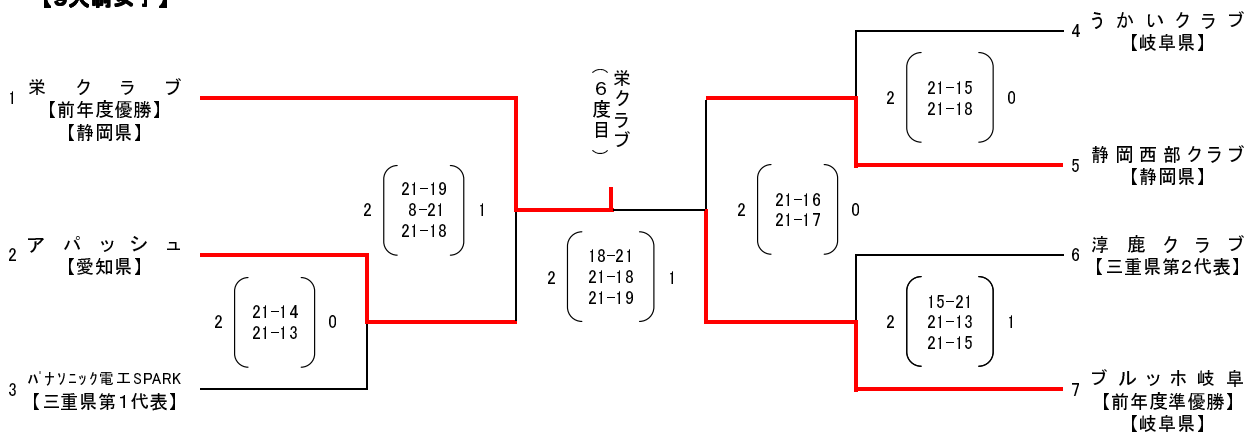 【9人制女子】
1 栄クラブ
【前年度優勝】
【静岡県】
2 アパッシュ
【愛知県】
3 パナソニック電工SPARK
【三重県第1代表】
2 21-14 0
21-13
2 21-19 1
8-21
21-18
栄クラブ
（6度目）
2 18-21 1
21-18
21-19
2 21-16 0
21-17
2 21-15 0
21-18
2 15-21 1
21-13
21-15
4 うかいクラブ
【岐阜県】
5 静岡西部クラブ
【静岡県】
6 淳鹿クラブ
【三重県第2代表】
7 ブルッホ岐阜
【前年度準優勝】
【岐阜県】